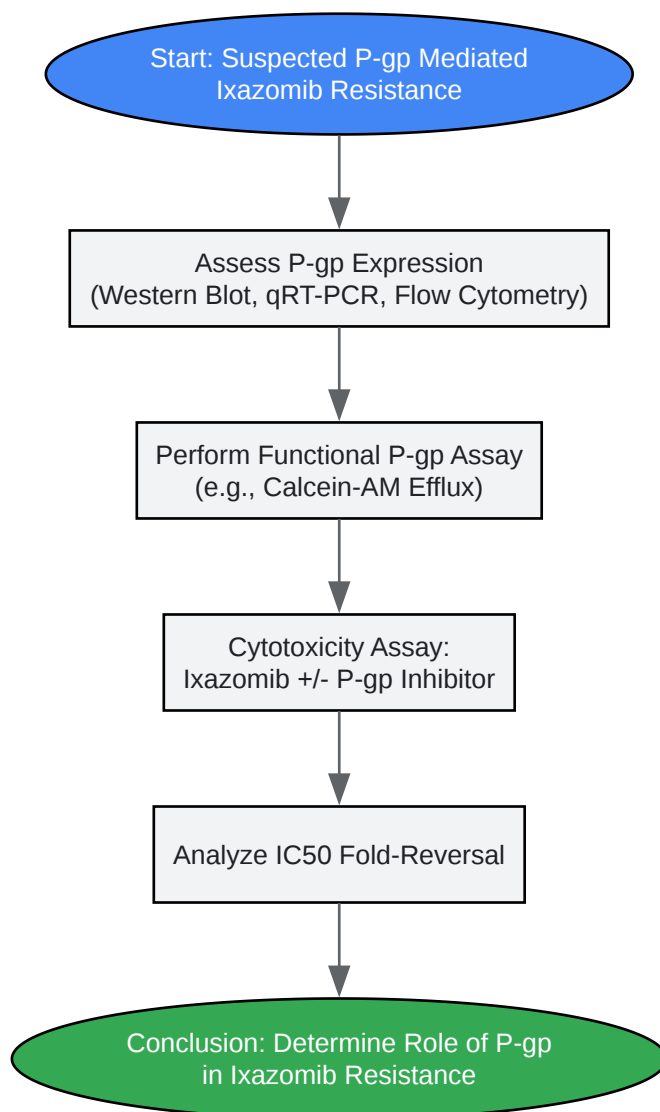 Start: Suspected P-gp Mediated
Ixazomib Resistance
Assess P-gp Expression
(Western Blot, qRT-PCR, Flow Cytometry)
Perform Functional P-gp Assay
(e.g., Calcein-AM Efflux)
Cytotoxicity Assay:
Ixazomib +/- P-gp Inhibitor
Analyze IC50 Fold-Reversal
Conclusion: Determine Role of P-gp
in Ixazomib Resistance